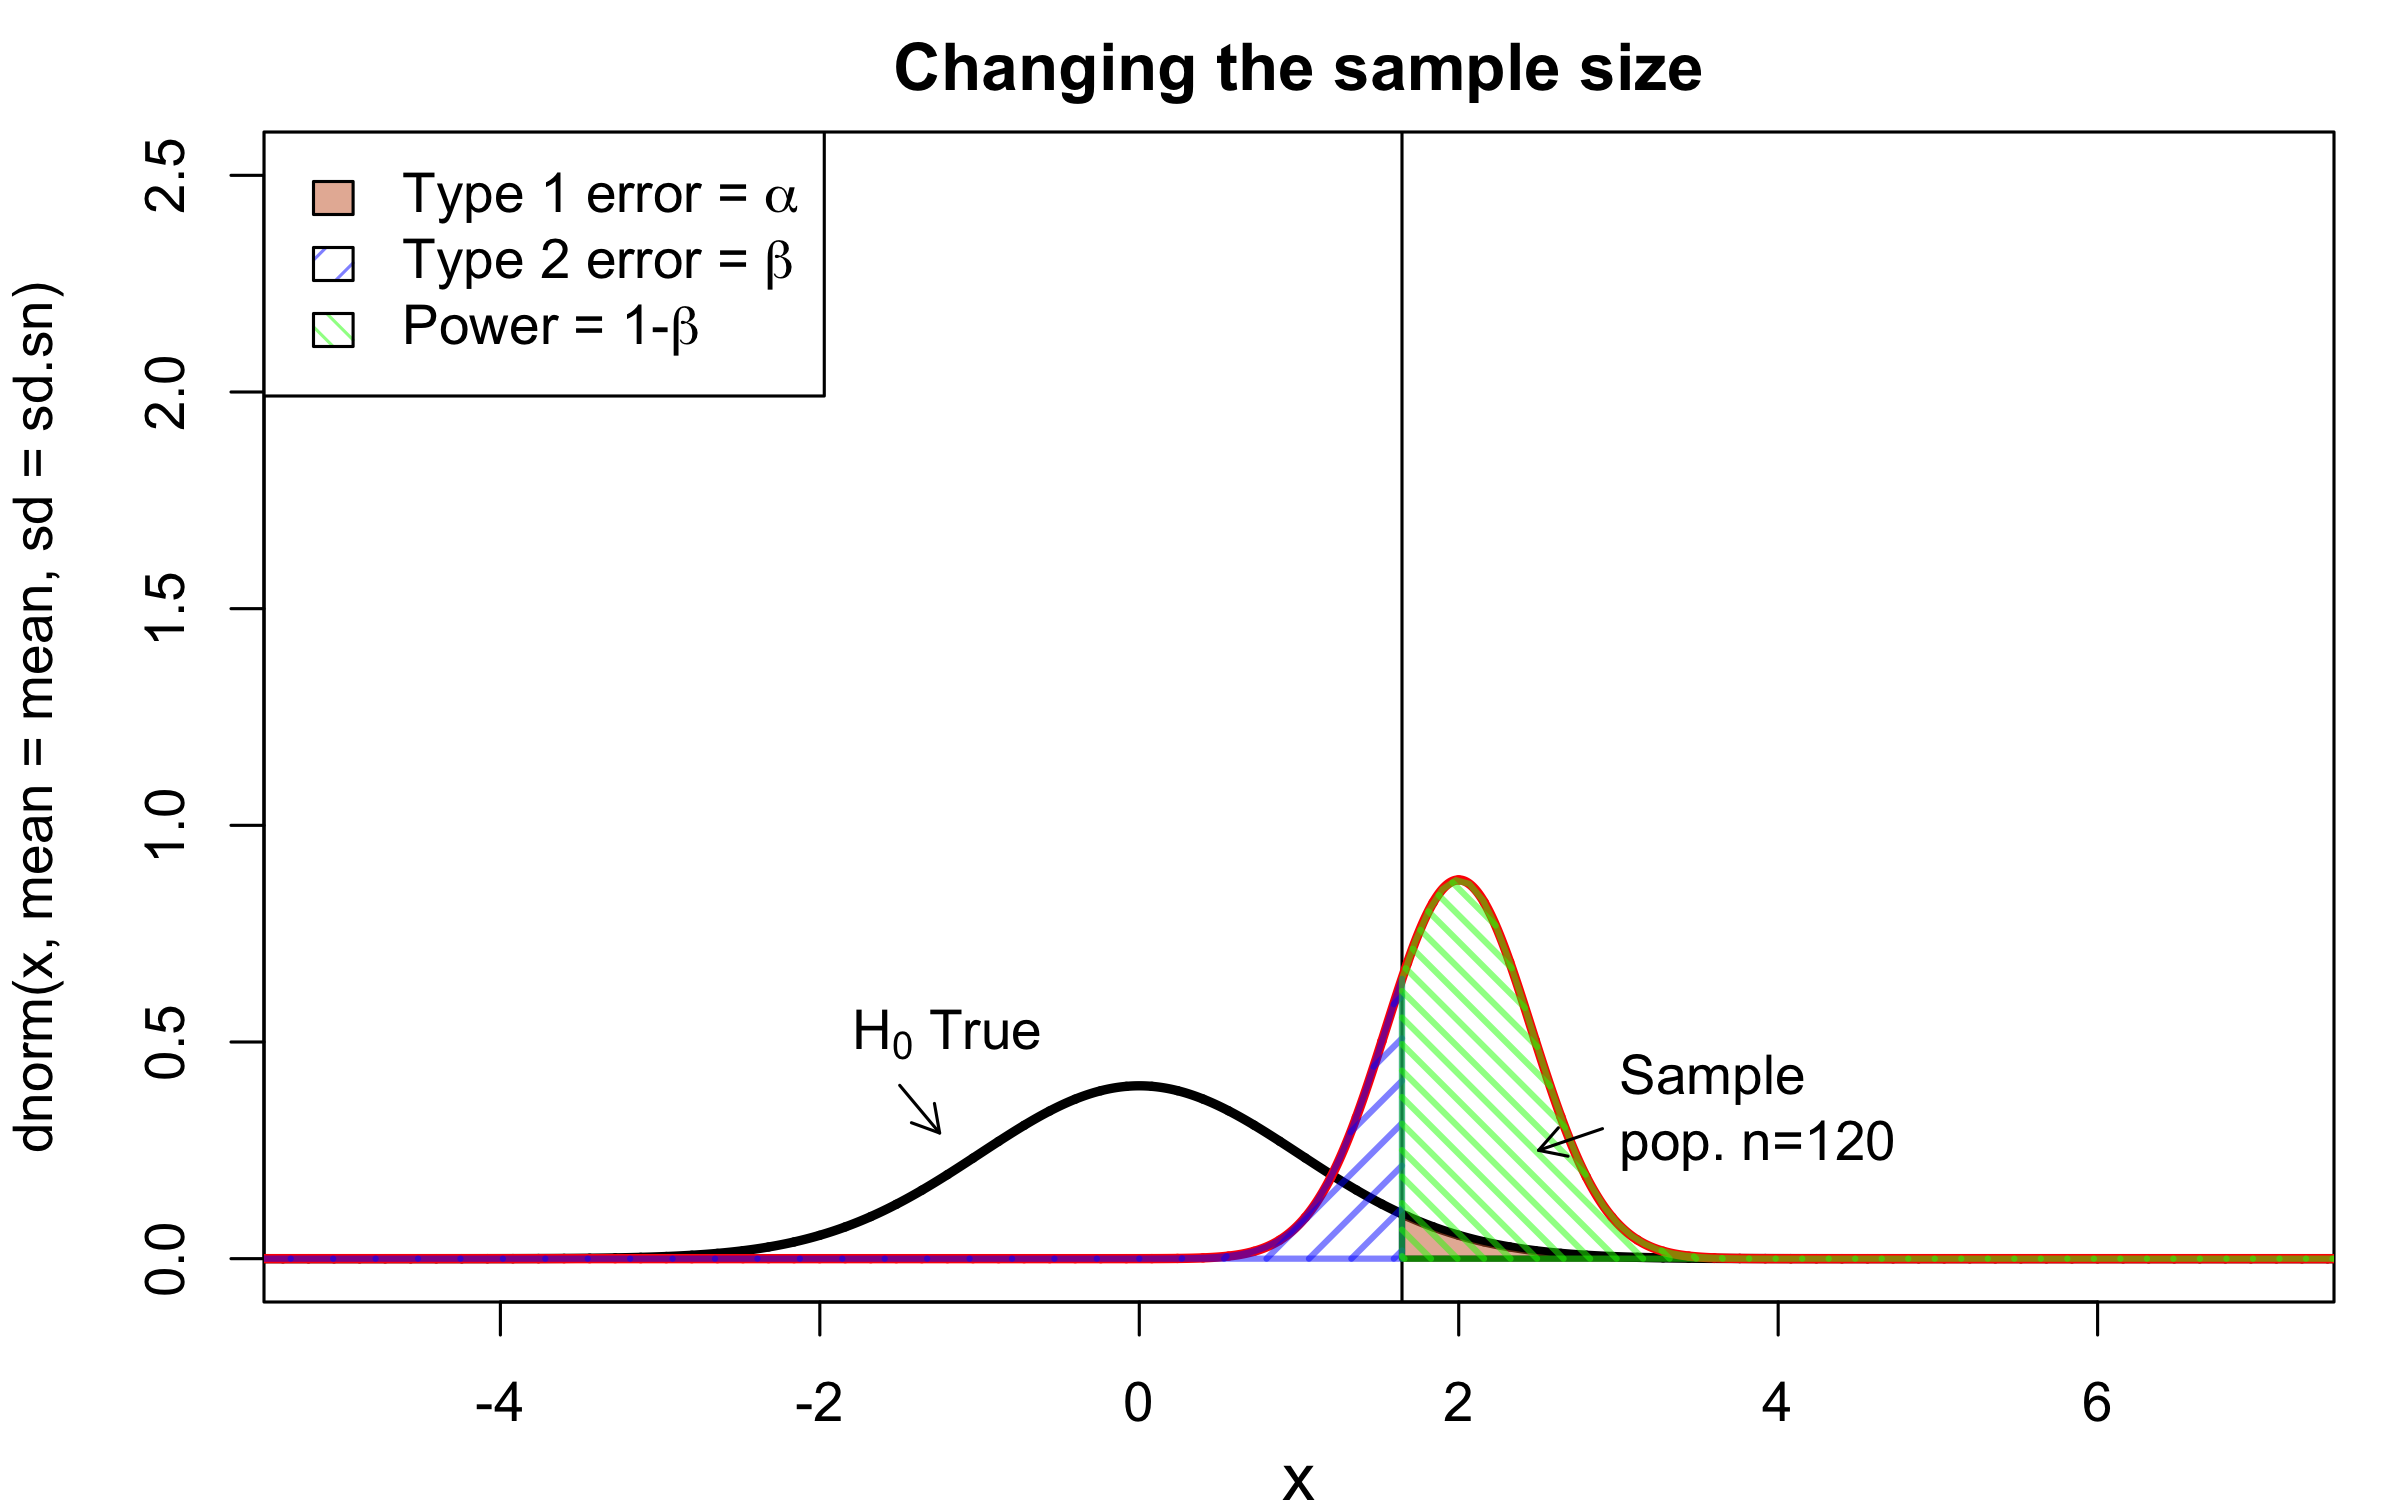 Changing the sample size
dnorm(x, mean = mean, sd = sd.sn)
2.5
2.0
1.5
1.0
0.5
0.0
Type 1 error = α
Type 2 error = β
Power = 1-β
H₀ True
Sample
pop. n=120
-4 -2 0 2 4 6
x